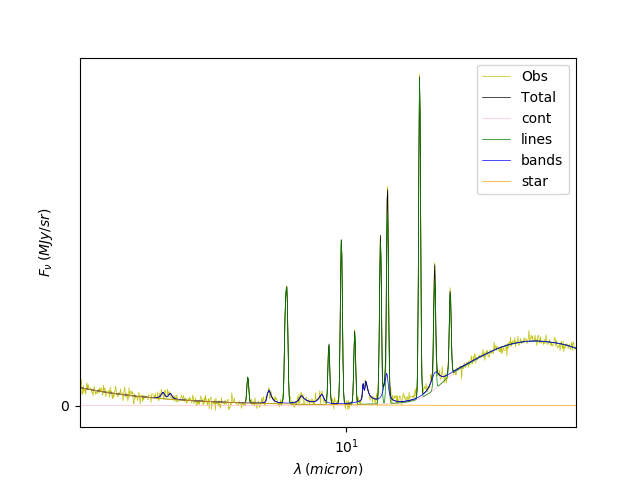 Obs
Total
cont
lines
bands
star
F_ν (MJy/sr)
0
10^1
λ (micron)